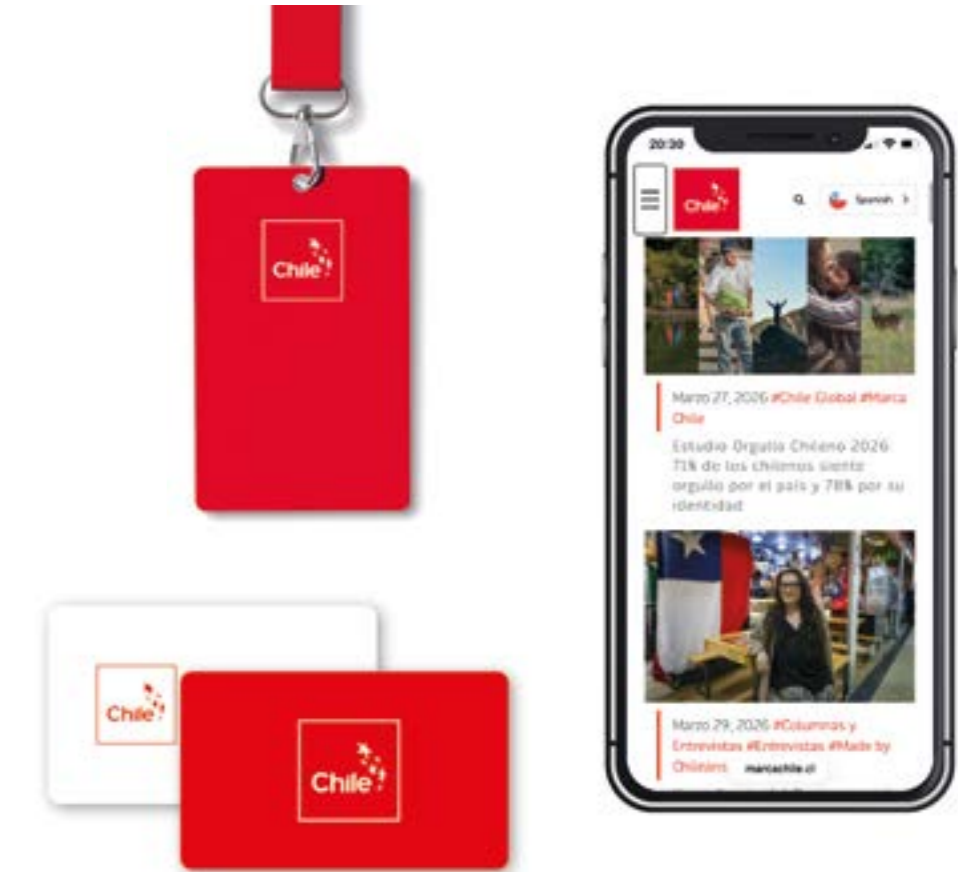 Chile
Chile
Chile
20:30
Chile
Spanish
Marzo 27, 2026 #Chile Global #Marca
Chile
Estudio Orgullo Chileno 2026
71% de los chilenos siente
orgullo por el país y 78% por su
identidad
Marzo 29, 2026 #Columnas y
Entrevistas #Entrevistas #Made by
Chileans
marcachile.cl